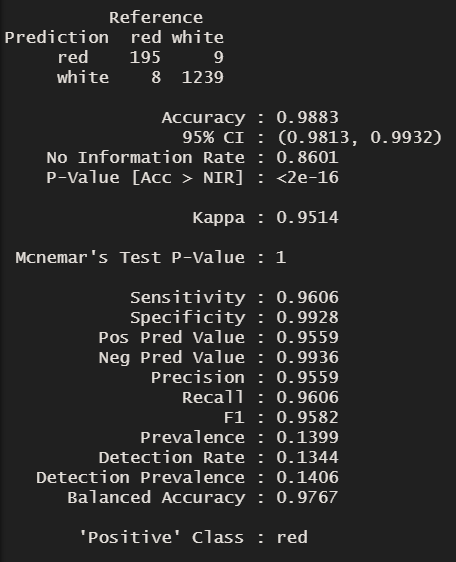 Reference
Prediction red white
red 195 9
white 8 1239
Accuracy : 0.9883
95% CI : (0.9813, 0.9932)
No Information Rate : 0.8601
P-Value [Acc > NIR] : <2e-16
Kappa : 0.9514
Mcnemar's Test P-Value : 1
Sensitivity : 0.9606
Specificity : 0.9928
Pos Pred Value : 0.9559
Neg Pred Value : 0.9936
Precision : 0.9559
Recall : 0.9606
F1 : 0.9582
Prevalence : 0.1399
Detection Rate : 0.1344
Detection Prevalence : 0.1406
Balanced Accuracy : 0.9767
'Positive' Class : red